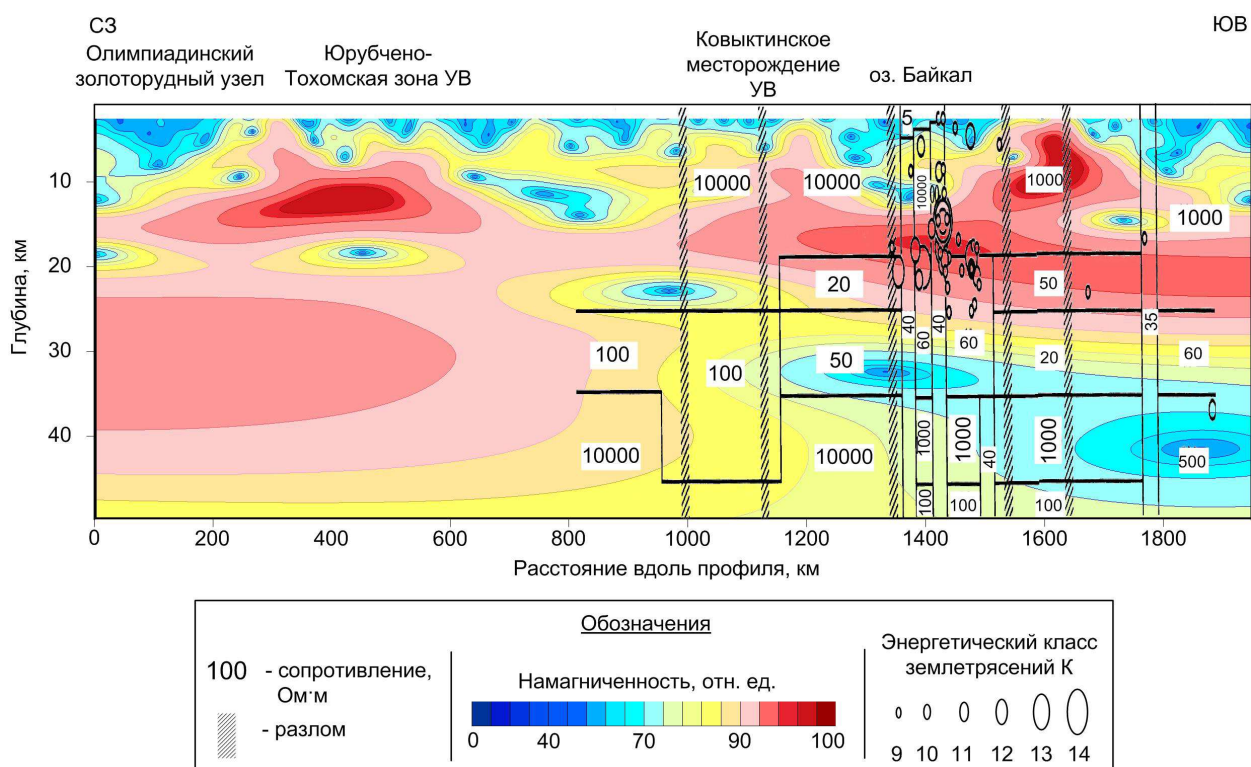 СЗ
ЮВ
Олимпиадинский
золоторудный узел
Юрубчено-
Тохомская зона УВ
Ковыктинское
месторождение
УВ
оз. Байкал
5
10
10000
10000
10000
1000
1000
20
20
50
40
60
40
60
35
30
100
100
50
20
60
40
10000
10000
1000
1000
40
1000
500
100
100
100
Глубина, км
0
200
400
600
800
1000
1200
1400
1600
1800
Расстояние вдоль профиля, км
Обозначения
100 - сопротивление,
Ом·м
- разлом
Намагниченность, отн. ед.
0 40 70 90 100
Энергетический класс
землетрясений К
9 10 11 12 13 14